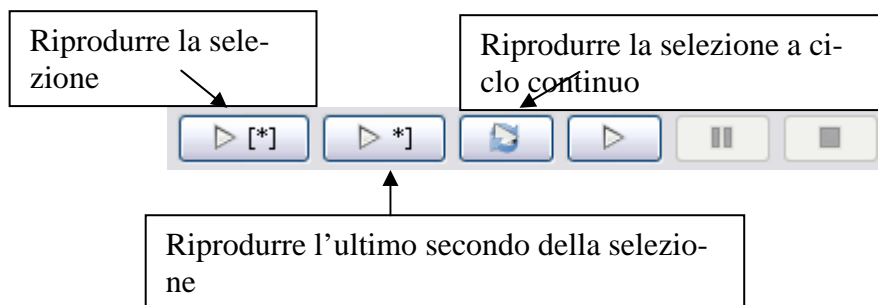 Riprodurre la sele-
zione
Riprodurre la selezione a ci-
clo continuo
[*]
*]
Riprodurre l’ultimo secondo della selezio-
ne